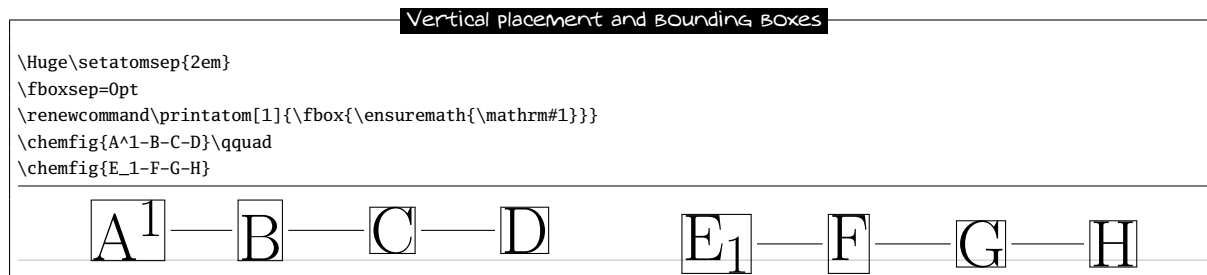 Vertical placement and Bounding Boxes
\Huge\setatomsep{2em}
\fboxsep=0pt
\renewcommand\printatom[1]{\fbox{\ensuremath{\mathrm#1}}}
\chemfig{A^1-B-C-D}\qquad
\chemfig{E_1-F-G-H}
A¹ B C D E₁ F G H